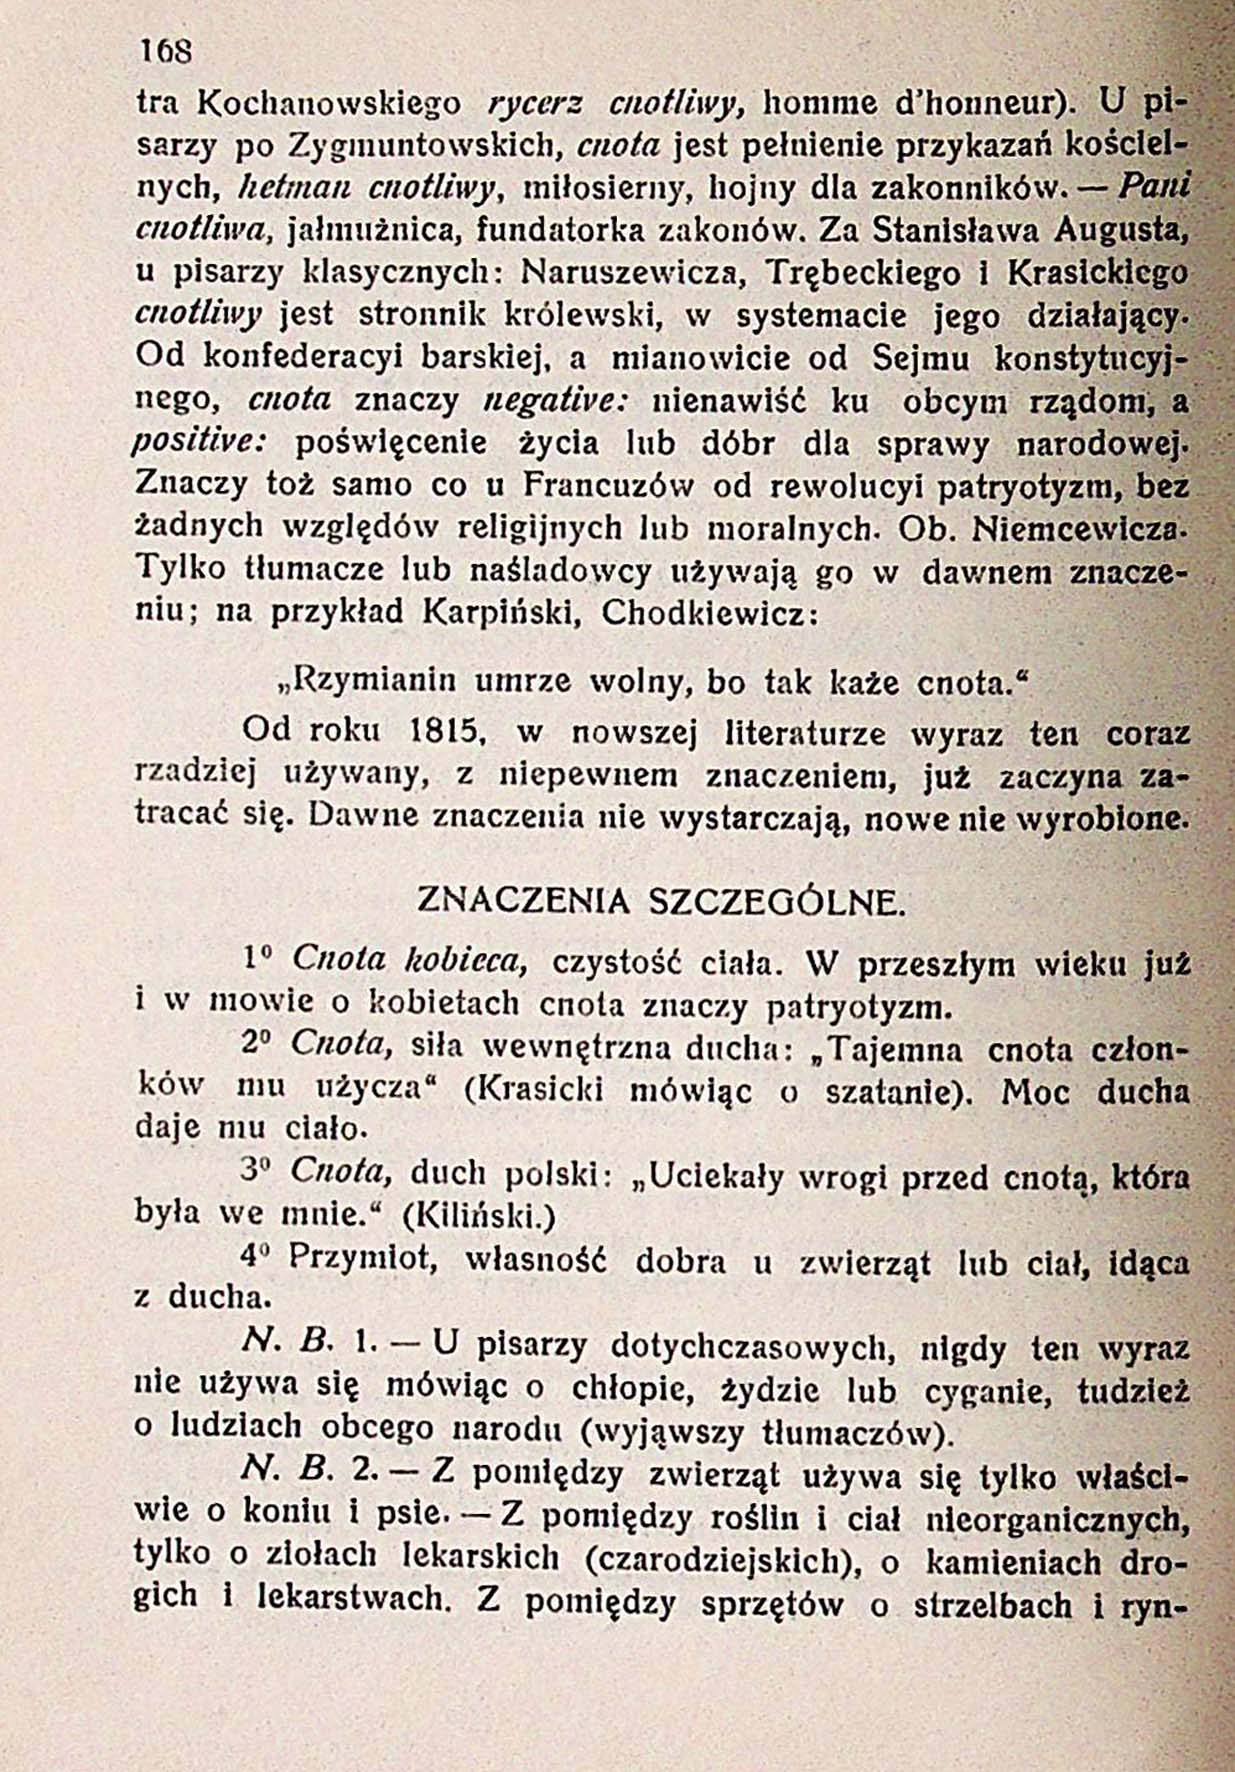 168
tra Kochanowskiego rycerz cnotliwy, homme d'honneur). U pi-
sarzy po Zygmuntowskich, cnota jest pełnienie przykazań kościel-
nych, hetman cnotliwy, miłosierny, hojny dla zakonników. — Pani
cnotliwa, jałmużnica, fundatorka zakonów. Za Stanisława Augusta,
u pisarzy klasycznych: Naruszewicza, Trębeckiego i Krasickiego
cnotliwy jest stronnik królewski, w systemacie jego działający.
Od konfederacyi barskiej, a mianowicie od Sejmu konstytucyj-
nego, cnota znaczy negative: nienawiść ku obcym rządom, a
positive: poświęcenie życia lub dóbr dla sprawy narodowej.
Znaczy toż samo co u Francuzów od rewolucyi patryotyzm, bez
żadnych względów religijnych lub moralnych. Ob. Niemcewicza.
Tylko tłumacze lub naśladowcy używają go w dawnem znacze-
niu; na przykład Karpiński, Chodkiewicz:
„Rzymianin umrze wolny, bo tak każe cnota.“
Od roku 1815, w nowszej literaturze wyraz ten coraz
rzadziej używany, z niepewnem znaczeniem, już zaczyna za-
tracać się. Dawne znaczenia nie wystarczają, nowe nie wyrobione.
ZNACZENIA SZCZEGÓLNE.
1⁰ Cnota kobieca, czystość ciała. W przeszłym wieku już
i w mowie o kobietach cnota znaczy patryotyzm.
2⁰ Cnota, siła wewnętrzna ducha: „Tajemna cnota człon-
ków mu użycza“ (Krasicki mówiąc o szatanie). Moc ducha
daje mu ciało.
3⁰ Cnota, duch polski: „Uciekały wrogi przed cnotą, która
była we mnie.“ (Kiliński.)
4⁰ Przymiot, własność dobra u zwierząt lub ciał, idąca
z ducha.
N. B. 1. — U pisarzy dotychczasowych, nigdy ten wyraz
nie używa się mówiąc o chłopie, żydzie lub cyganie, tudzież
o ludziach obcego narodu (wyjąwszy tłumaczów).
N. B. 2. — Z pomiędzy zwierząt używa się tylko właści-
wie o koniu i psie. — Z pomiędzy roślin i ciał nieorganicznych,
tylko o ziołach lekarskich (czarodziejskich), o kamieniach dro-
gich i lekarstwach. Z pomiędzy sprzętów o strzelbach i ryn-